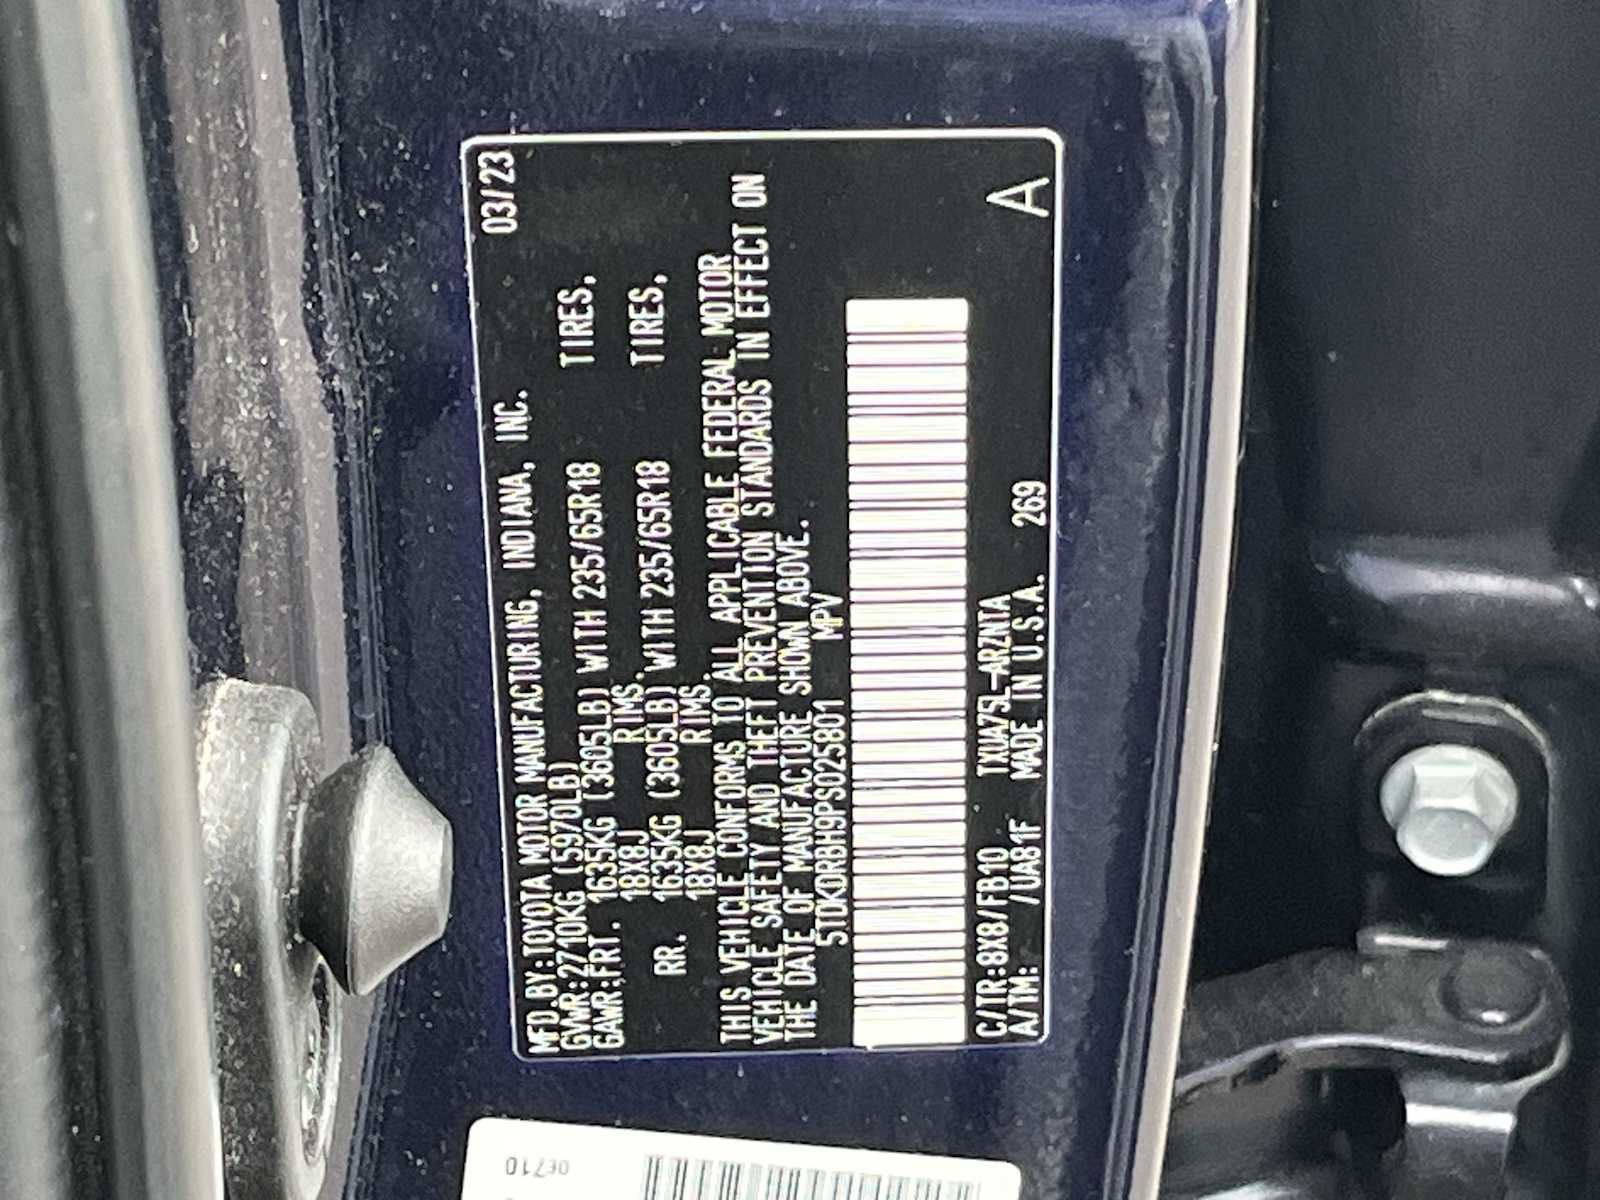 MFD.BY:TOYOTA MOTOR MANUFACTURING, INDIANA, INC. 03/23
GVWR:2710KG (5970LB)
GAWR:FRT. 1635KG (3605LB) WITH 235/65R18 TIRES,
18X8J RIMS,
RR. 1635KG (3605LB) WITH 235/65R18 TIRES,
18X8J RIMS.
THIS VEHICLE CONFORMS TO ALL APPLICABLE FEDERAL MOTOR
VEHICLE SAFETY AND THEFT PREVENTION STANDARDS IN EFFECT ON
THE DATE OF MANUFACTURE SHOWN ABOVE.
5TDKDRBH9PS025801 MPV
C/TR:8X8/FB10 TXUA75L-ARZNTA
A/TM: /UA81F MADE IN U.S.A. 269
A
0E710